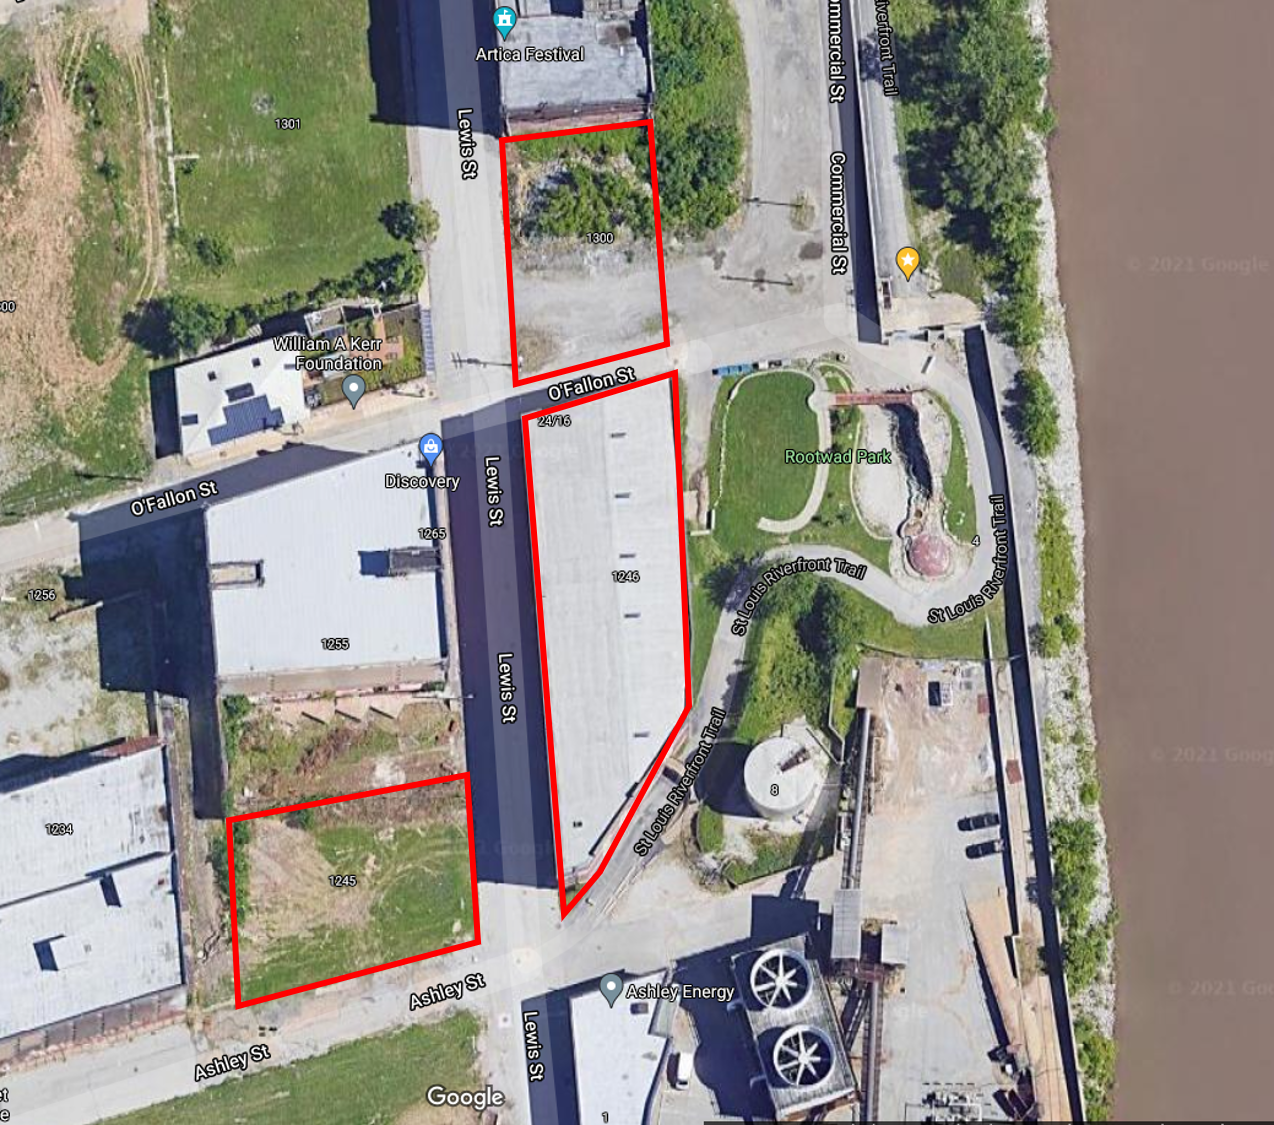 Artica Festival
Lewis St
1301
Commercial St
Commercial St
1300
William A Kerr
Foundation
O'Fallon St
24/16
Rootwad Park
Discovery
O'Fallon St
Lewis St
1265
4
St Louis Riverfront Trail
St Louis Riverfront Trail
1246
1256
1255
Lewis St
St Louis Riverfront Trail
8
1234
1245
Ashley St
Ashley Energy
Ashley St
Lewis St
Google
1
© 2021 Google
© 2021 Goog
© 2021 Goo